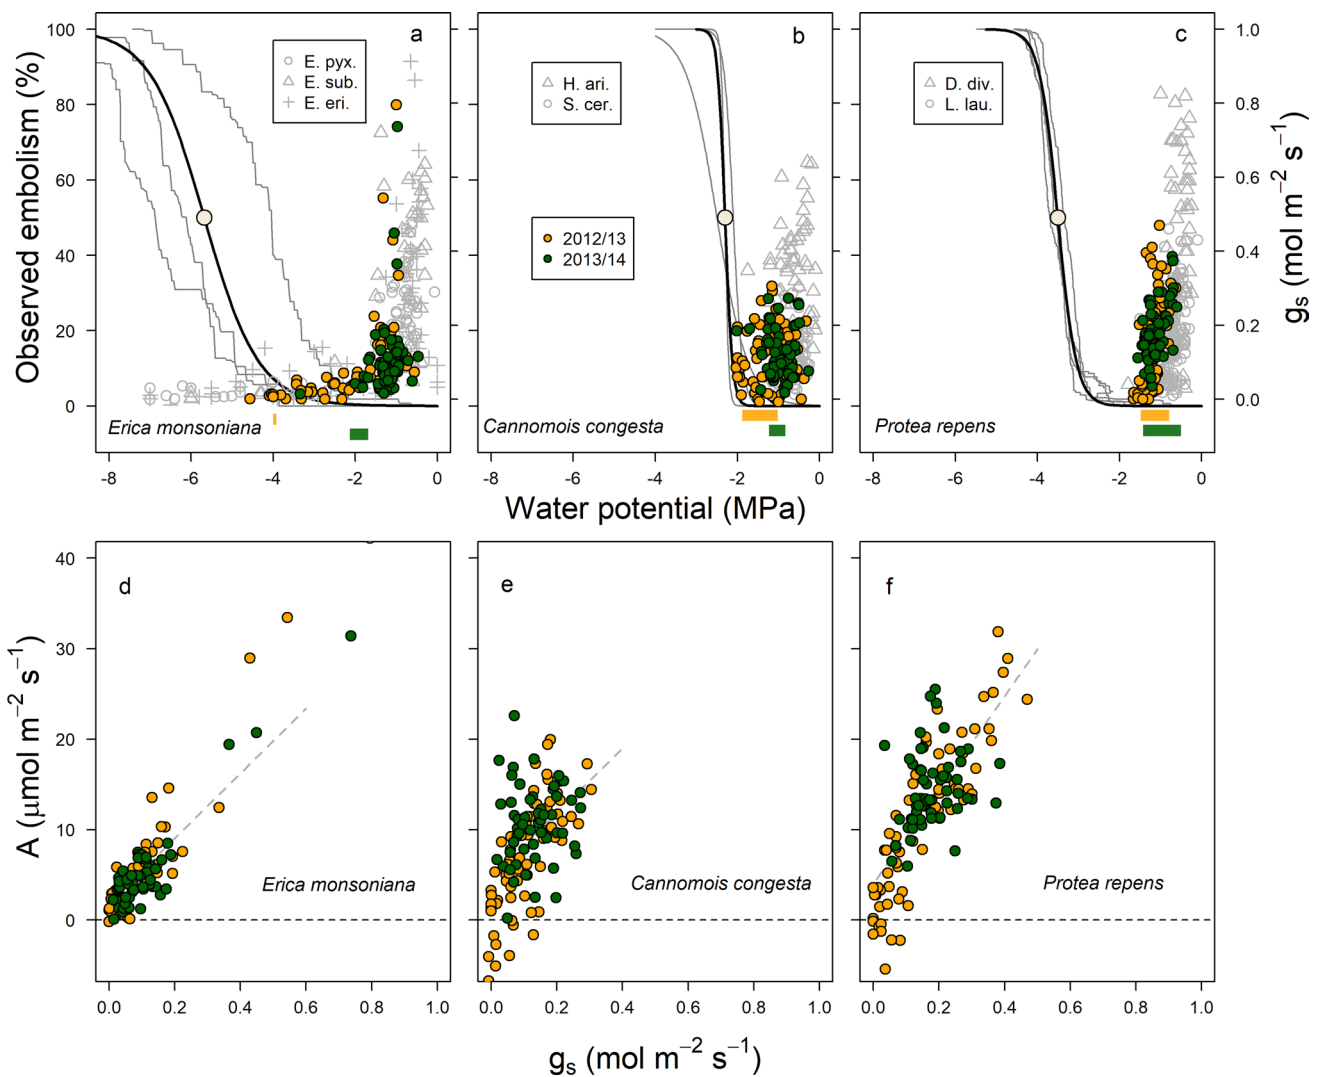 Observed embolism (%)
100
80
60
40
20
0
a
E. pyx.
E. sub.
E. eri.
Erica monsoniana
-8
-6
-4
-2
0
b
H. ari.
S. cer.
2012/13
2013/14
Cannomois congesta
-8
-6
-4
-2
0
c
D. div.
L. lau.
Protea repens
-8
-6
-4
-2
0
1.0
0.8
0.6
0.4
0.2
0.0
gs (mol m−2 s−1)
Water potential (MPa)
A (μmol m−2 s−1)
40
30
20
10
0
d
Erica monsoniana
0.0 0.2 0.4 0.6 0.8 1.0
e
Cannomois congesta
0.0 0.2 0.4 0.6 0.8 1.0
f
Protea repens
0.0 0.2 0.4 0.6 0.8 1.0
gs (mol m−2 s−1)